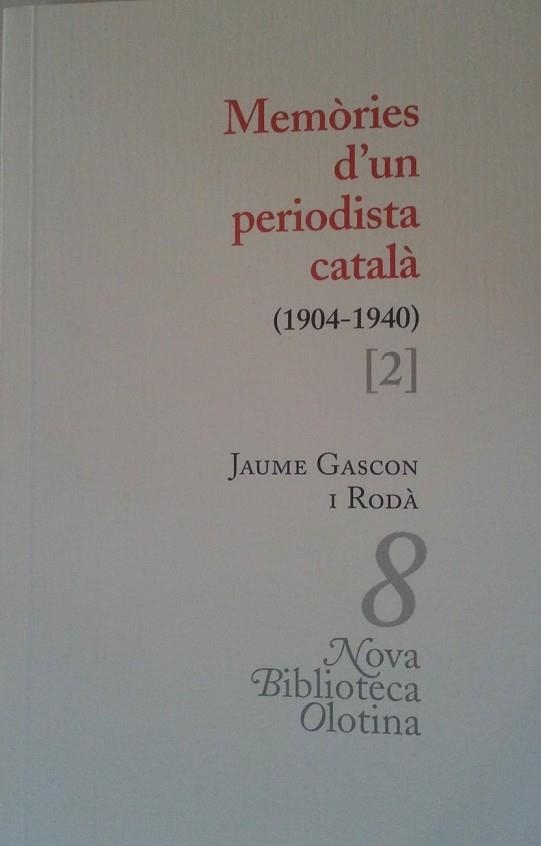 Memòries
d'un
periodista
català
(1904-1940)
[2]
Jaume Gascon
i Rodà
8
Nova
Biblioteca
Olotina